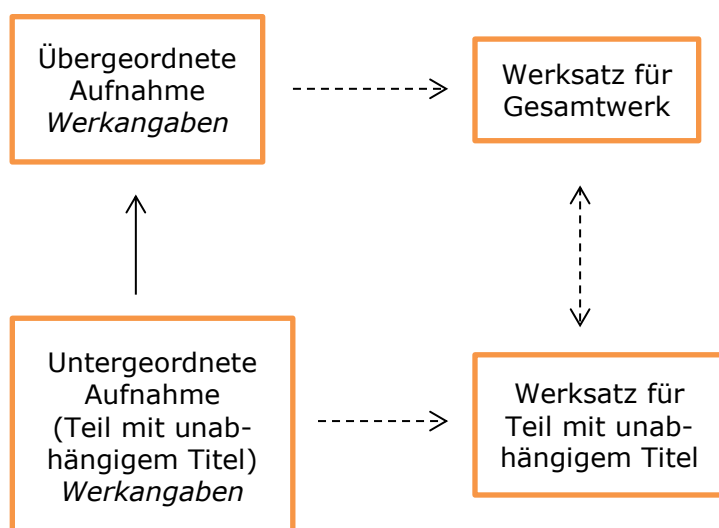 Übergeordnete
Aufnahme
Werkangaben
Werksatz für
Gesamtwerk
Untergeordnete
Aufnahme
(Teil mit unab-
hängigem Titel)
Werkangaben
Werksatz für
Teil mit unab-
hängigem Titel